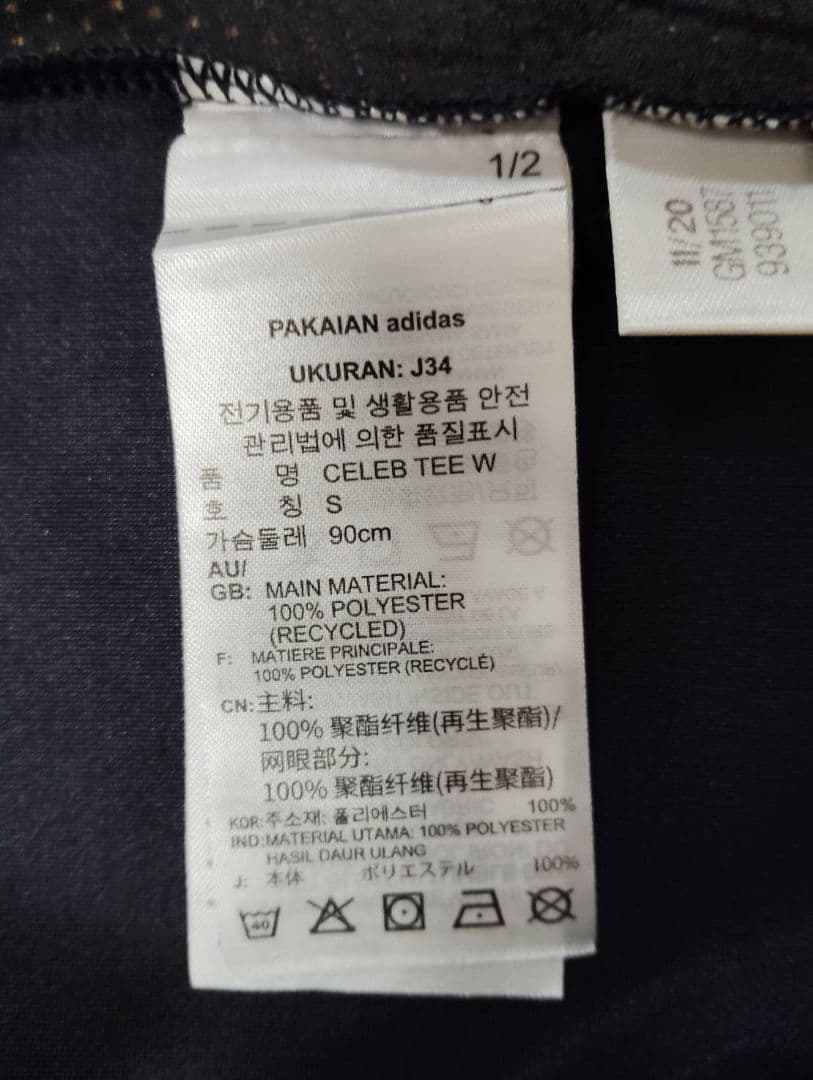 1/2
PAKAIAN adidas
UKURAN: J34
전기용품 및 생활용품 안전
관리법에 의한 품질표시
품 명 CELEB TEE W
호 칭 S
가슴둘레 90cm
AU/
GB: MAIN MATERIAL:
100% POLYESTER
(RECYCLED)
F: MATIERE PRINCIPALE:
100% POLYESTER (RECYCLÉ)
CN:主料:
100% 聚酯纤维(再生聚酯)/
网眼部分:
100% 聚酯纤维(再生聚酯)
KOR:주소재: 폴리에스터 100%
IND:MATERIAL UTAMA: 100% POLYESTER
HASIL DAUR ULANG
J: 本体 ポリエステル 100%
40
11/20
GM1587
939011